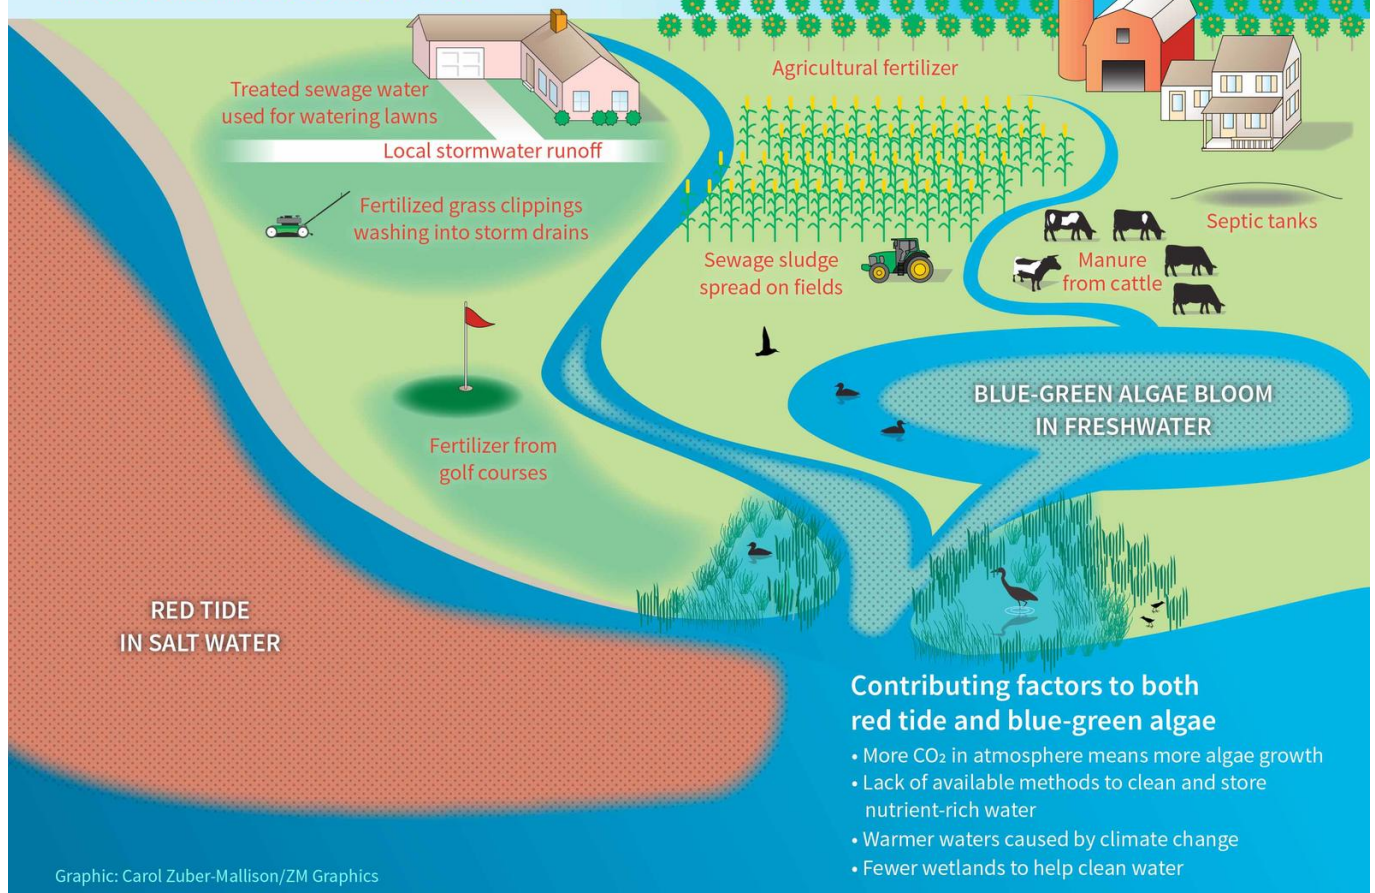 Agricultural fertilizer
Treated sewage water
used for watering lawns
Local stormwater runoff
Fertilized grass clippings
washing into storm drains
Septic tanks
Sewage sludge
spread on fields
Manure
from cattle
BLUE-GREEN ALGAE BLOOM
IN FRESHWATER
Fertilizer from
golf courses
RED TIDE
IN SALT WATER
Contributing factors to both
red tide and blue-green algae
• More CO₂ in atmosphere means more algae growth
• Lack of available methods to clean and store
nutrient-rich water
• Warmer waters caused by climate change
• Fewer wetlands to help clean water
Graphic: Carol Zuber-Mallison/ZM Graphics